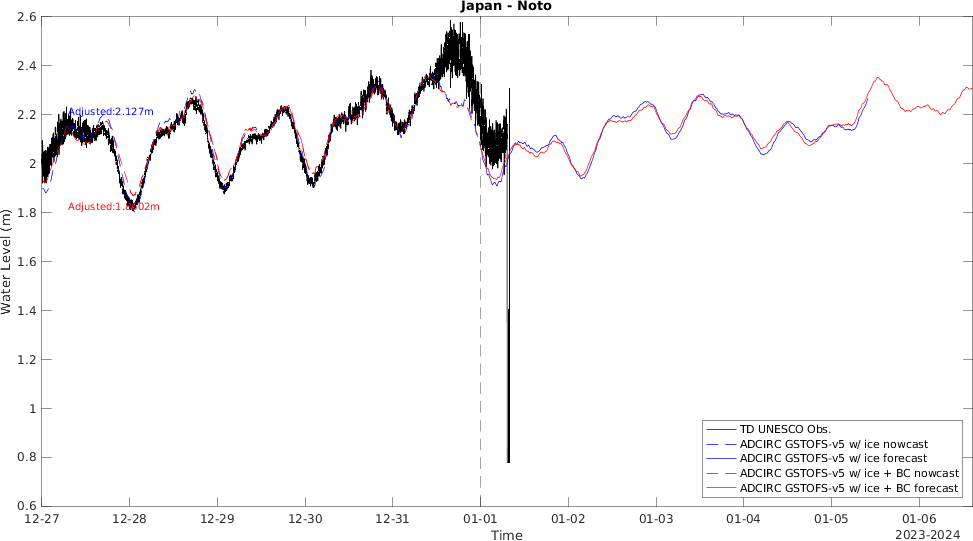 Japan - Noto
Water Level (m)
2.6
2.4
2.2
2
1.8
1.6
1.4
1.2
1
0.8
0.6
Adjusted:2.127m
TD UNESCO Obs.
ADCIRC GSTOFS-v5 w/ ice nowcast
ADCIRC GSTOFS-v5 w/ ice forecast
ADCIRC GSTOFS-v5 w/ ice + BC nowcast
ADCIRC GSTOFS-v5 w/ ice + BC forecast
12-27
12-28
12-29
12-30
12-31
01-01
01-02
01-03
01-04
01-05
01-06
Time
2023-2024